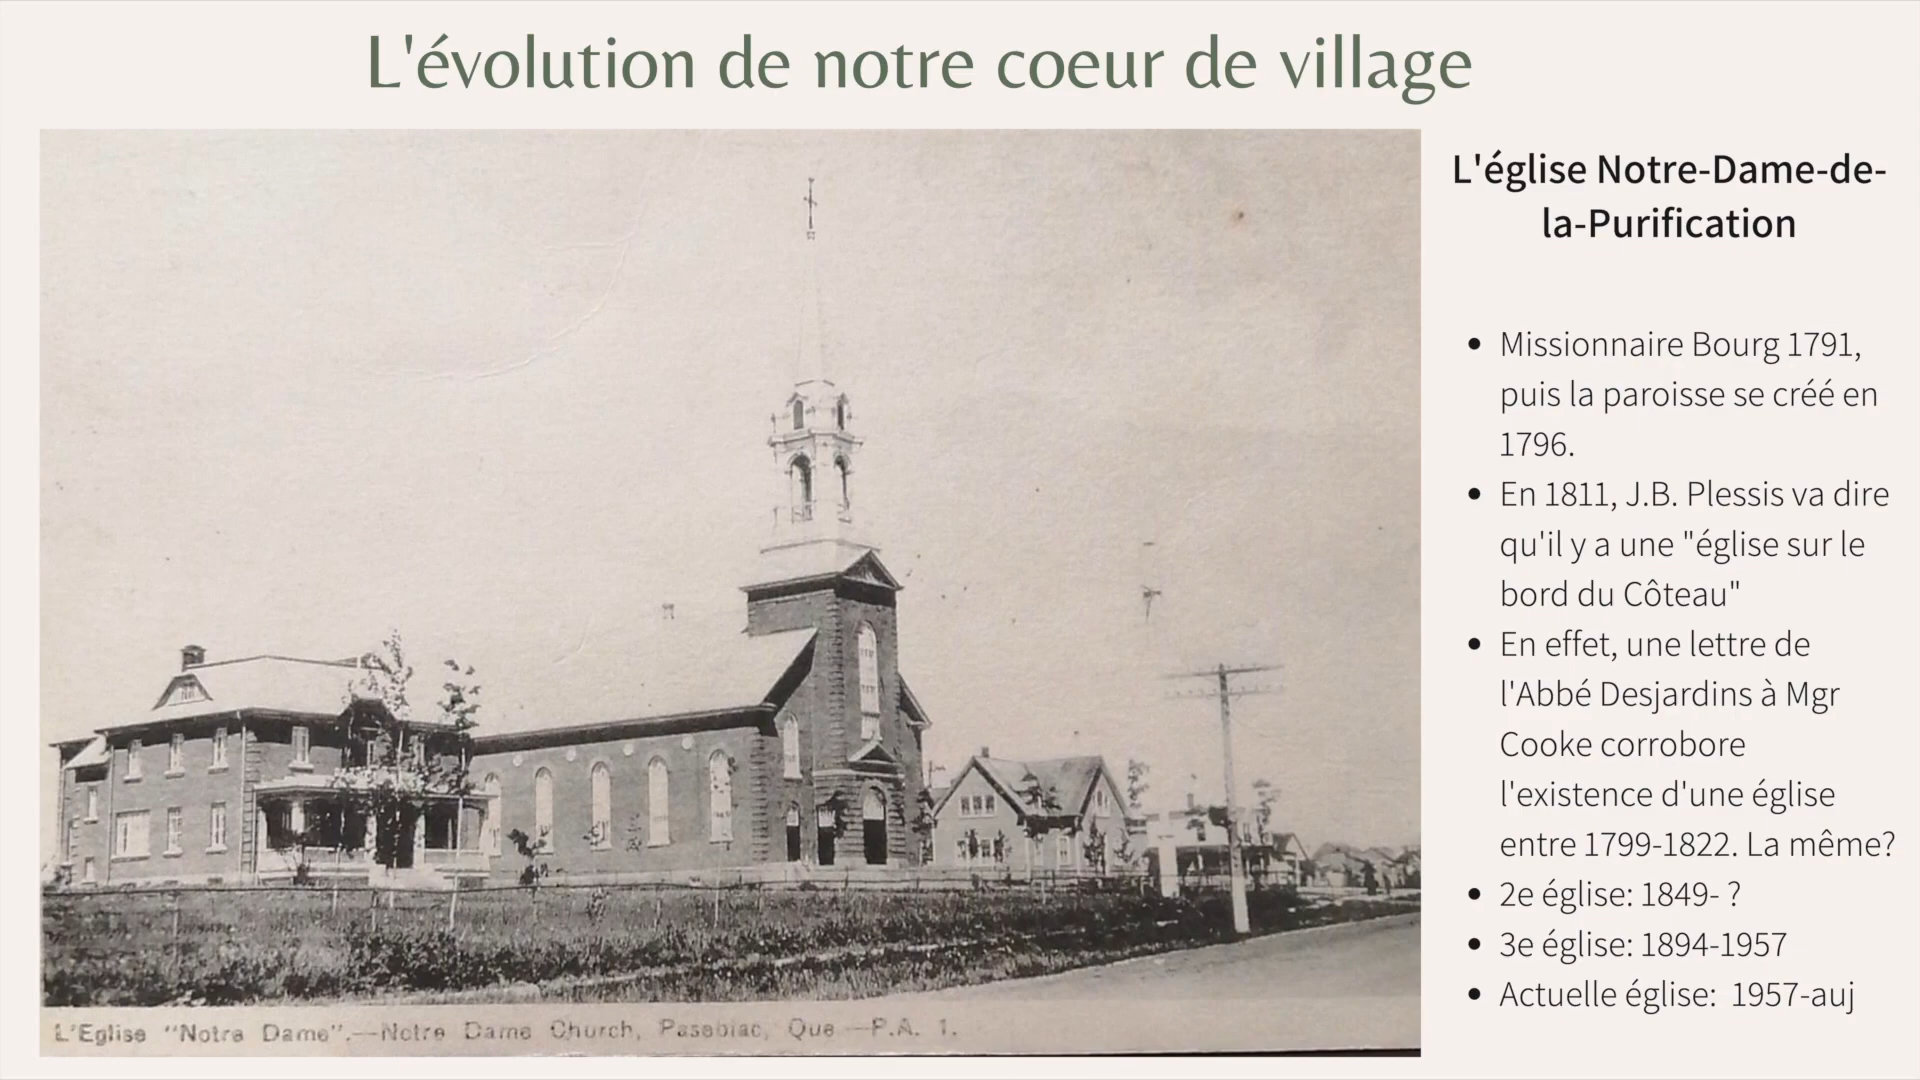 L'évolution de notre coeur de village
L'église Notre-Dame-de-
la-Purification
• Missionnaire Bourg 1791,
puis la paroisse se créé en
1796.
• En 1811, J.B. Plessis va dire
qu'il y a une "église sur le
bord du Côteau"
• En effet, une lettre de
l'Abbé Desjardins à Mgr
Cooke corrobore
l'existence d'une église
entre 1799-1822. La même?
• 2e église: 1849- ?
• 3e église: 1894-1957
• Actuelle église:  1957-auj
L'Eglise "Notre Dame".—Notre Dame Church, Pasebiac, Que —P.A. 1.